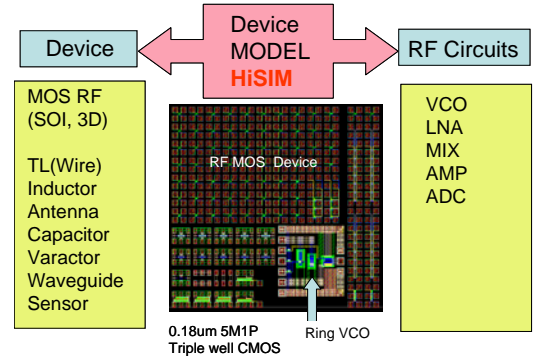 Device
MODEL
HiSIM
Device
RF Circuits
MOS RF
(SOI, 3D)
TL(Wire)
Inductor
Antenna
Capacitor
Varactor
Waveguide
Sensor
RF MOS Device
VCO
LNA
MIX
AMP
ADC
0.18um 5M1P
Triple well CMOS
Ring VCO